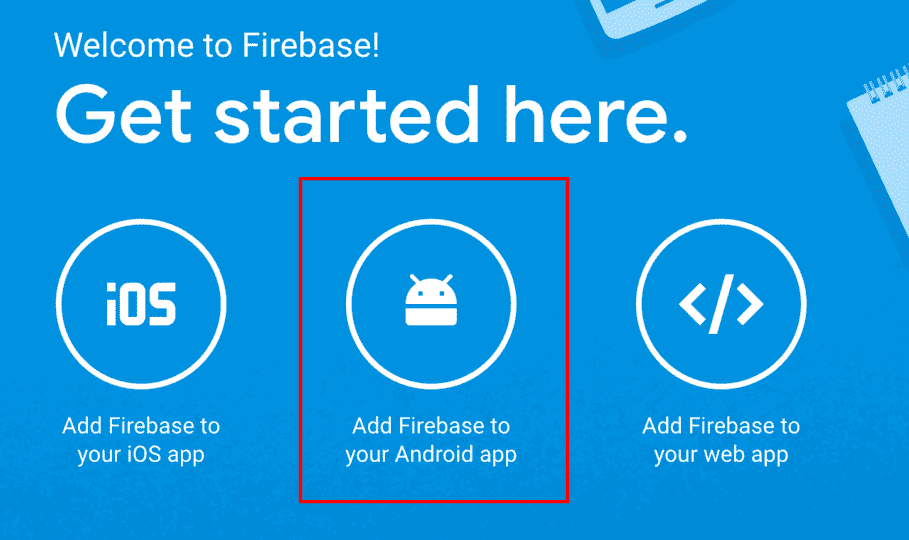 Welcome to Firebase!
Get started here.
iOS
</>
Add Firebase to
your iOS app
Add Firebase to
your Android app
Add Firebase to
your web app